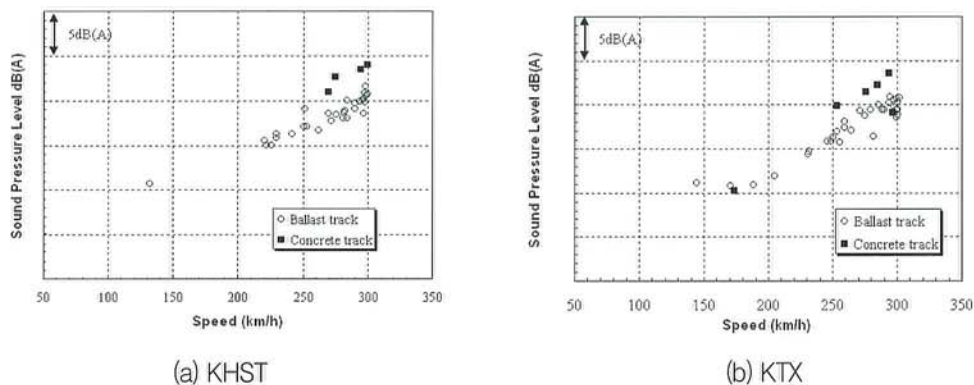 5dB(A)
Sound Pressure Level dB(A)
Ballast track
Concrete track
50 100 150 200 250 300 350
Speed (km/h)
(a) KHST
5dB(A)
Sound Pressure Level dB(A)
Ballast track
Concrete track
50 100 150 200 250 300 350
Speed (km/h)
(b) KTX